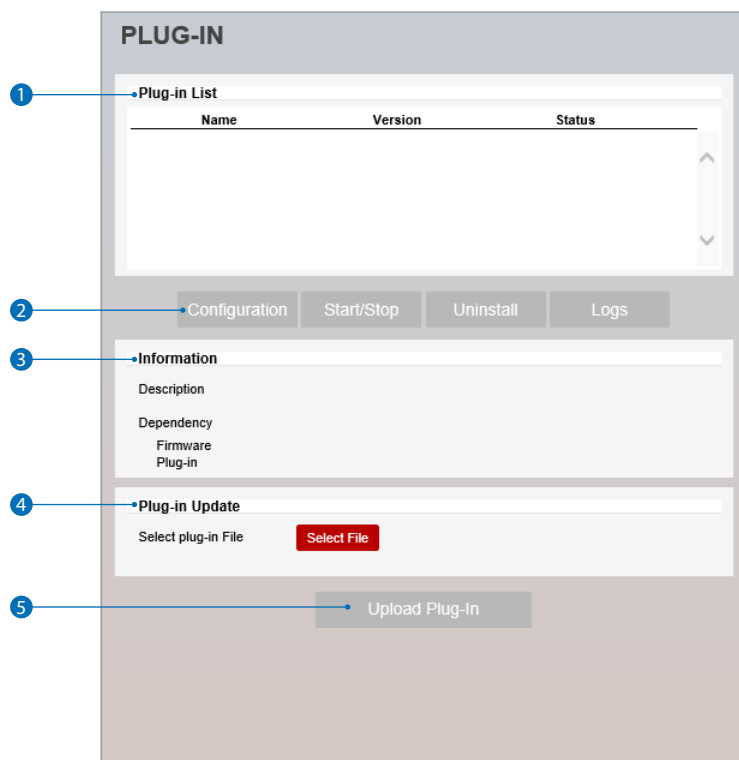 PLUG-IN
1 Plug-in List
Name Version Status
2 Configuration Start/Stop Uninstall Logs
3 Information
Description
Dependency
Firmware
Plug-in
4 Plug-in Update
Select plug-in File Select File
5 Upload Plug-In